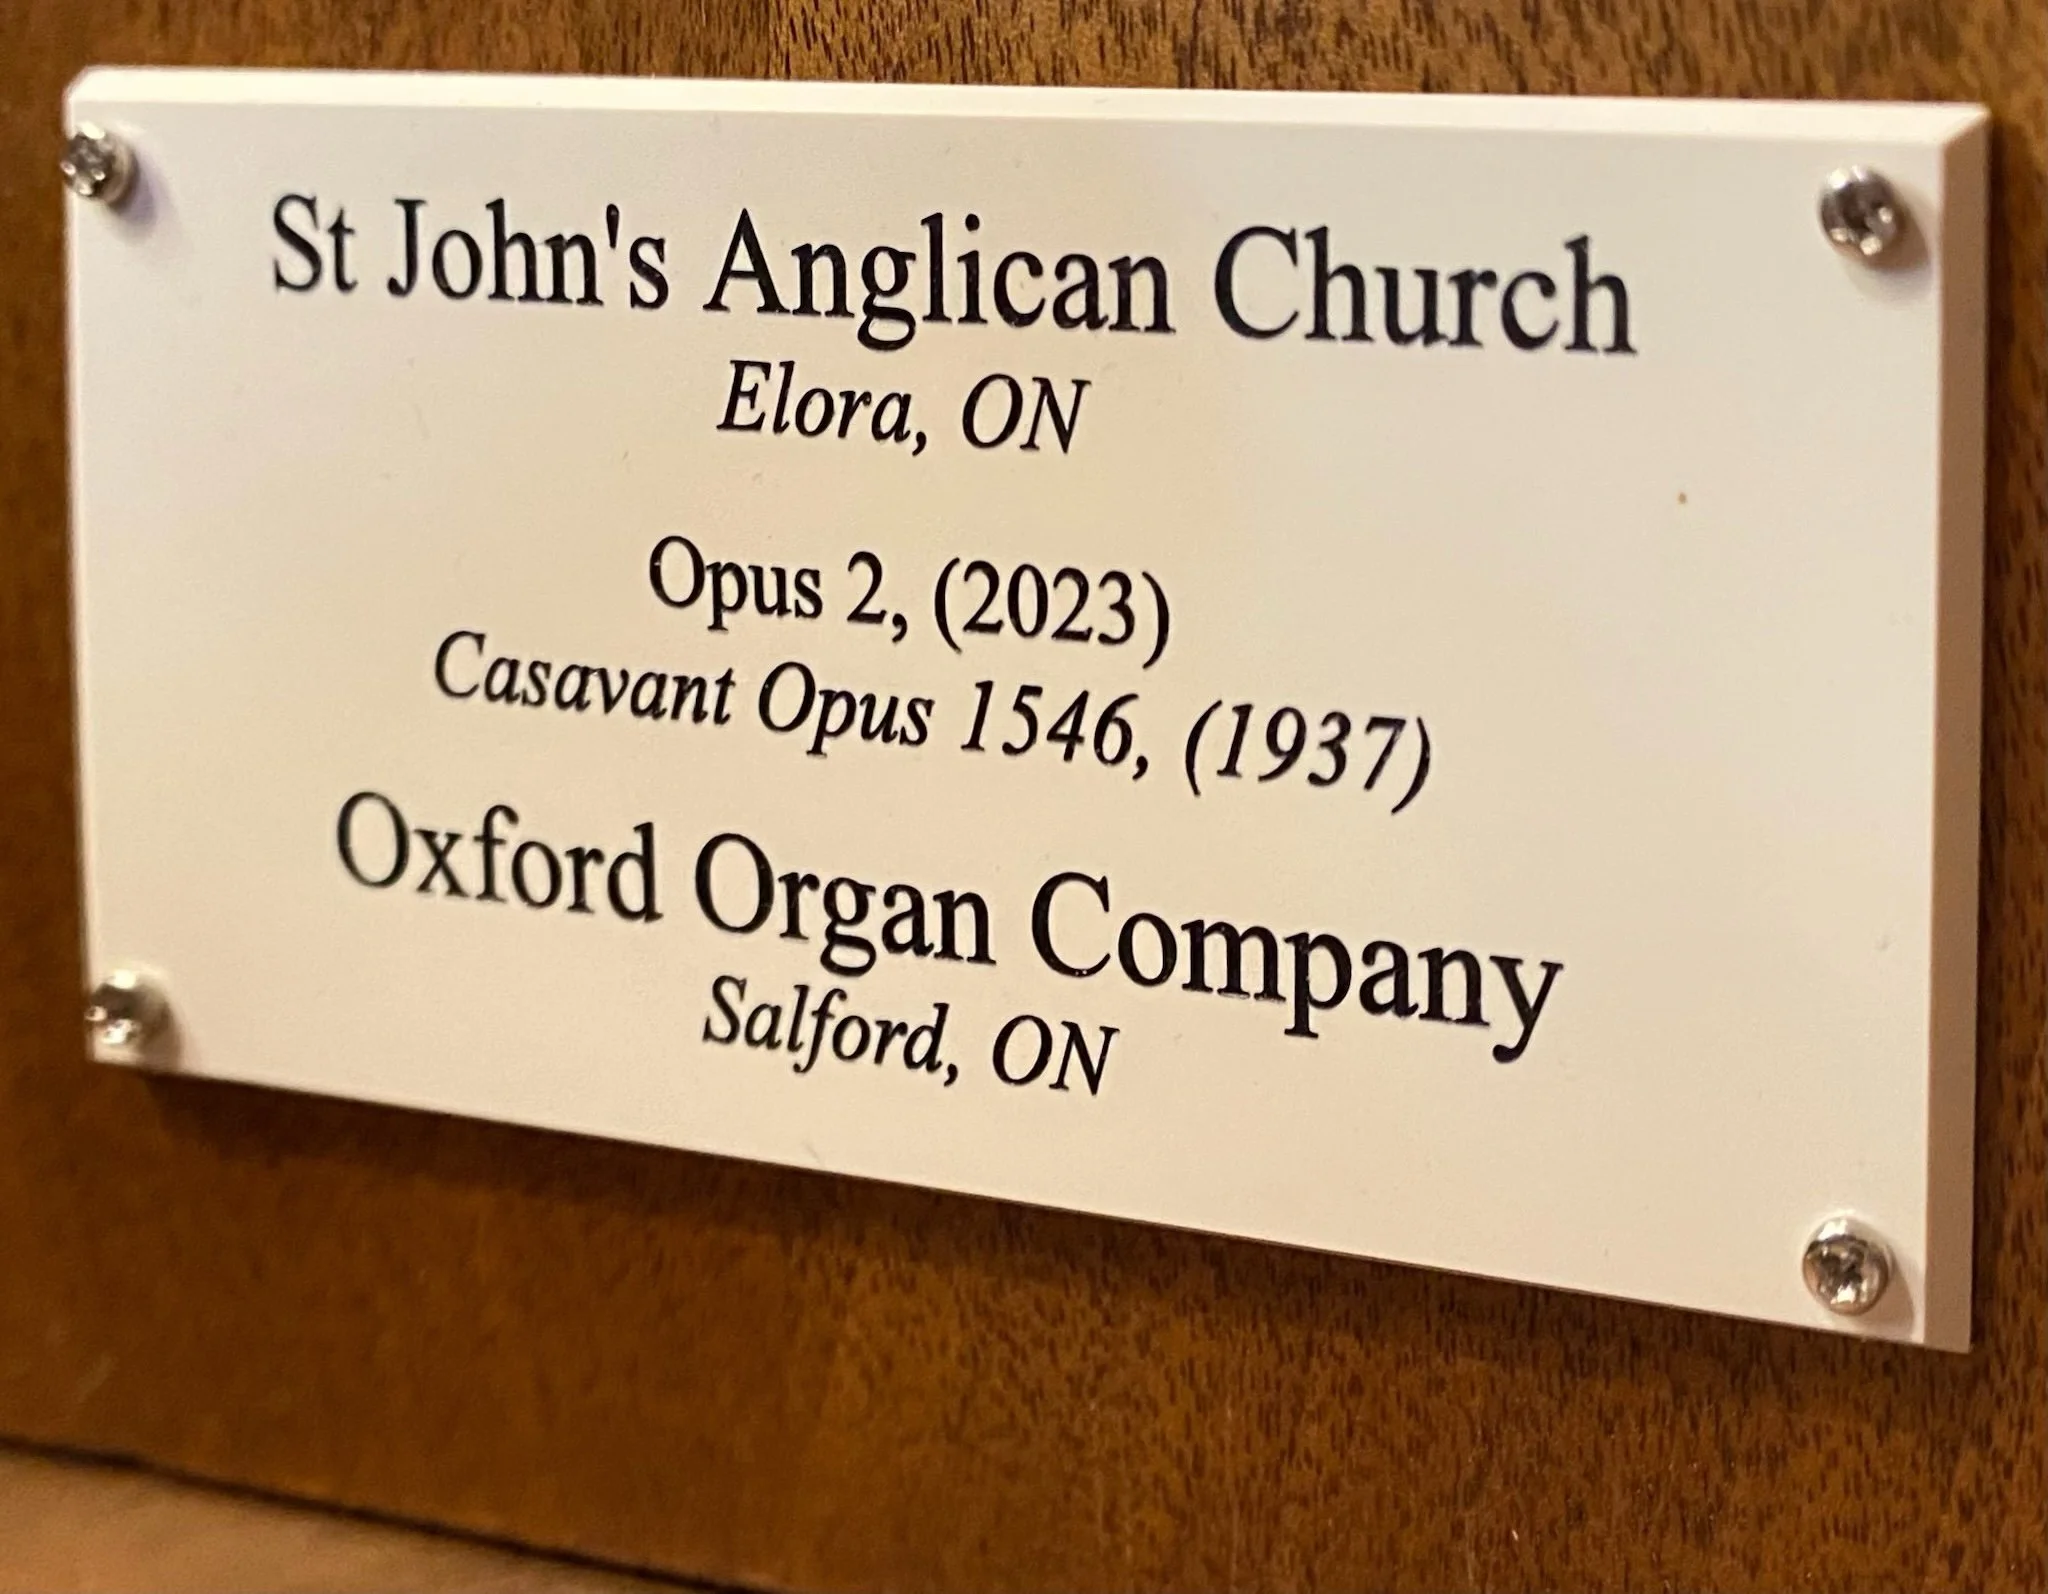 St John's Anglican Church
Elora, ON
Opus 2, (2023)
Casavant Opus 1546, (1937)
Oxford Organ Company
Salford, ON